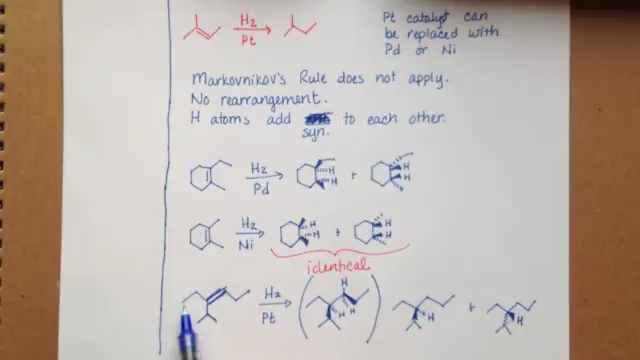 H₂
Pt
Pt catalyst can
be replaced with
Pd or Ni
Markovnikov's Rule does not apply.
No rearrangement.
H atoms add to each other.
syn.
H₂
Pd
H
H
+
H
H
H₂
Ni
H
H
+
H
H
identical
H₂
Pt
H
H
H
H
+
H